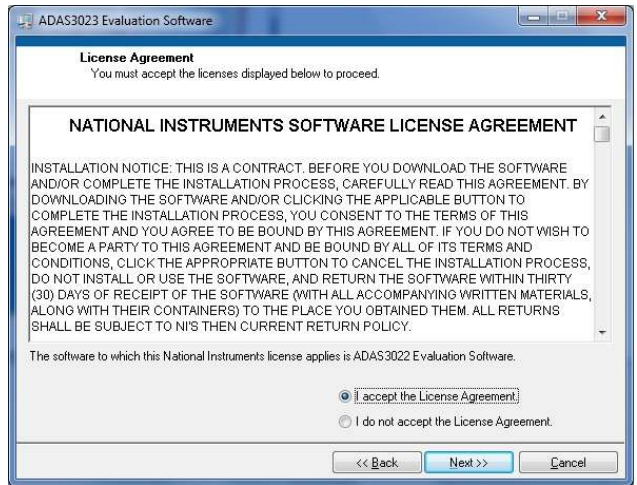 ADAS3023 Evaluation Software
License Agreement
You must accept the licenses displayed below to proceed.
NATIONAL INSTRUMENTS SOFTWARE LICENSE AGREEMENT
INSTALLATION NOTICE: THIS IS A CONTRACT. BEFORE YOU DOWNLOAD THE SOFTWARE
AND/OR COMPLETE THE INSTALLATION PROCESS, CAREFULLY READ THIS AGREEMENT. BY
DOWNLOADING THE SOFTWARE AND/OR CLICKING THE APPLICABLE BUTTON TO
COMPLETE THE INSTALLATION PROCESS, YOU CONSENT TO THE TERMS OF THIS
AGREEMENT AND YOU AGREE TO BE BOUND BY THIS AGREEMENT. IF YOU DO NOT WISH TO
BECOME A PARTY TO THIS AGREEMENT AND BE BOUND BY ALL OF ITS TERMS AND
CONDITIONS, CLICK THE APPROPRIATE BUTTON TO CANCEL THE INSTALLATION PROCESS,
DO NOT INSTALL OR USE THE SOFTWARE, AND RETURN THE SOFTWARE WITHIN THIRTY
(30) DAYS OF RECEIPT OF THE SOFTWARE (WITH ALL ACCOMPANYING WRITTEN MATERIALS,
ALONG WITH THEIR CONTAINERS) TO THE PLACE YOU OBTAINED THEM. ALL RETURNS
SHALL BE SUBJECT TO NI'S THEN CURRENT RETURN POLICY.
The software to which this National Instruments license applies is ADAS3022 Evaluation Software.
I accept the License Agreement.
I do not accept the License Agreement.
<< Back Next >> Cancel